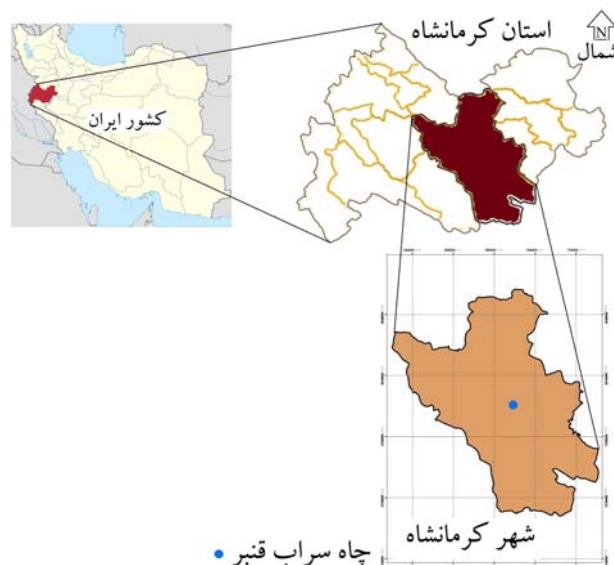 استان کرمانشاه
N
شمال
کشور ایران
شهر کرمانشاه
چاه سراب قنبر